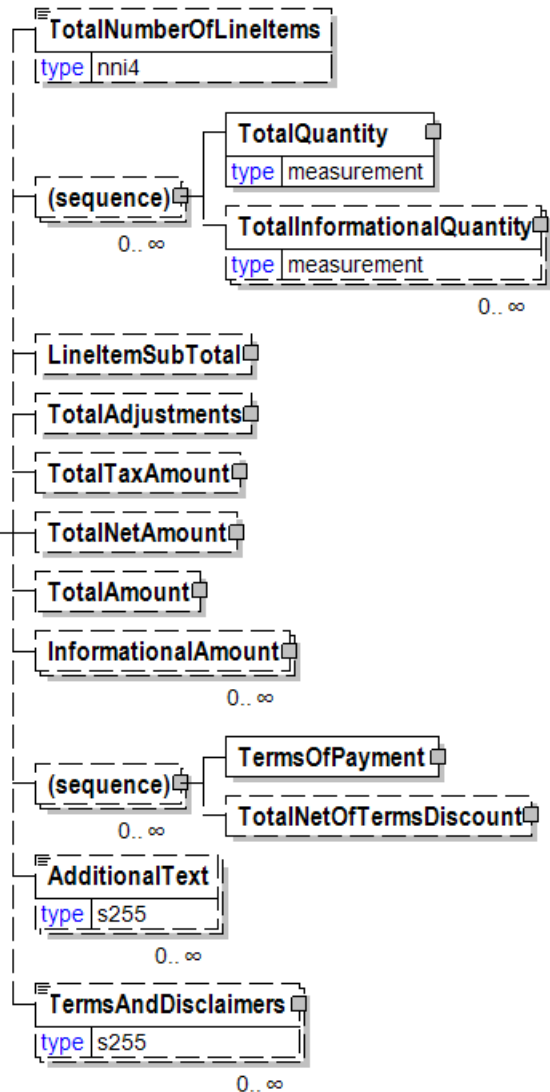 TotalNumberOfLineItems
type nni4
TotalQuantity
type measurement
(sequence)
0.. ∞
TotalInformationalQuantity
type measurement
0.. ∞
LineItemSubTotal
TotalAdjustments
TotalTaxAmount
TotalNetAmount
TotalAmount
InformationalAmount
0.. ∞
TermsOfPayment
(sequence)
0.. ∞
TotalNetOfTermsDiscount
AdditionalText
type s255
0.. ∞
TermsAndDisclaimers
type s255
0.. ∞